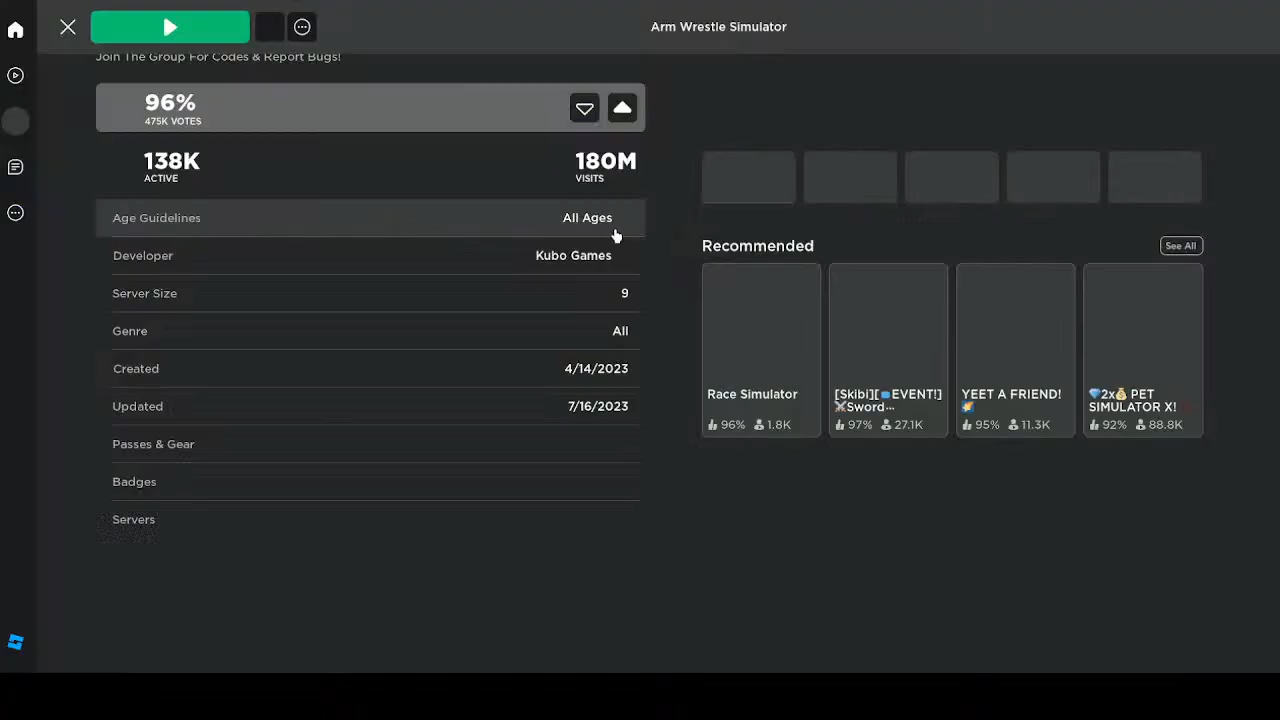 Arm Wrestle Simulator
Join The Group For Codes & Report Bugs!
96%
475K VOTES
138K
ACTIVE
180M
VISITS
Age Guidelines All Ages
Developer Kubo Games
Server Size 9
Genre All
Created 4/14/2023
Updated 7/16/2023
Passes & Gear
Badges
Servers
Recommended
See All
Race Simulator
96% 1.8K
[Skibi][🎟️EVENT!]
⚔️Sword...
97% 27.1K
YEET A FRIEND!
🌠
95% 11.3K
💎2x💰 PET
SIMULATOR X!
92% 88.8K